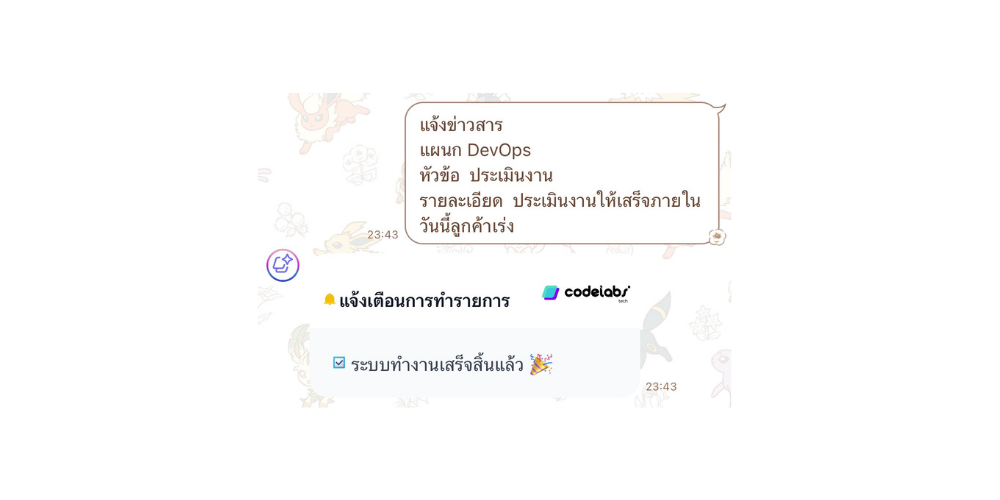 แจ้งข่าวสาร
แผนก DevOps
หัวข้อ ประเมินงาน
รายละเอียด ประเมินงานให้เสร็จภายใน
วันนี้ลูกค้าเร่ง
23:43
🔔 แจ้งเตือนการทำรายการ
codelabs
tech
☑ ระบบทำงานเสร็จสิ้นแล้ว 🎉
23:43